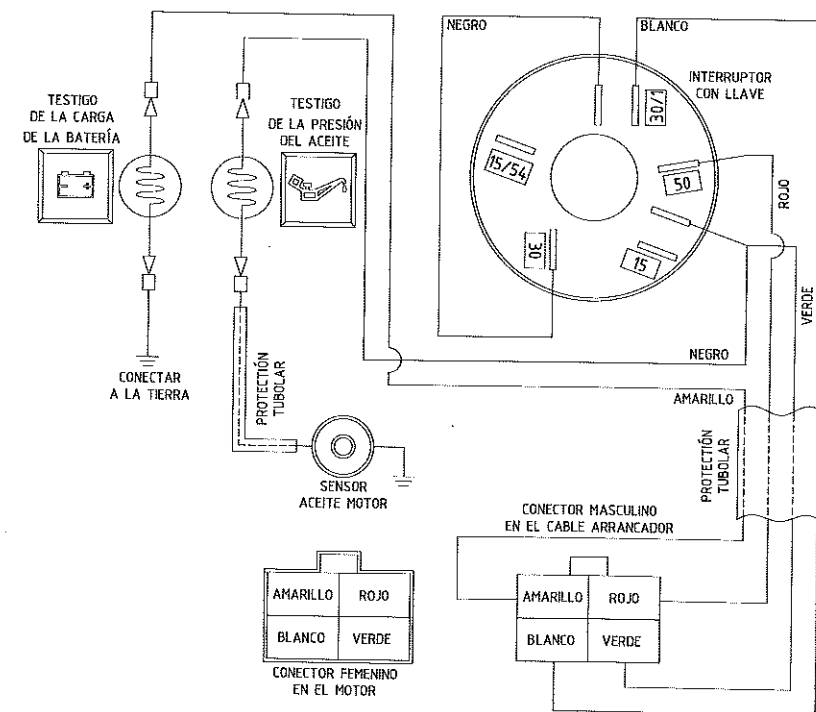 NEGRO
BLANCO
INTERRUPTOR
CON LLAVE
TESTIGO
DE LA CARGA
DE LA BATERÍA
TESTIGO
DE LA PRESIÓN
DEL ACEITE
30/1
15/54
50
15
30
ROJO
VERDE
NEGRO
AMARILLO
CONECTAR
A LA TIERRA
PROTECTIÓN
TUBOLAR
PROTECTIÓN
TUBOLAR
SENSOR
ACEITE MOTOR
CONECTOR MASCULINO
EN EL CABLE ARRANCADOR
AMARILLO
ROJO
BLANCO
VERDE
CONECTOR FEMENINO
EN EL MOTOR
AMARILLO
ROJO
BLANCO
VERDE